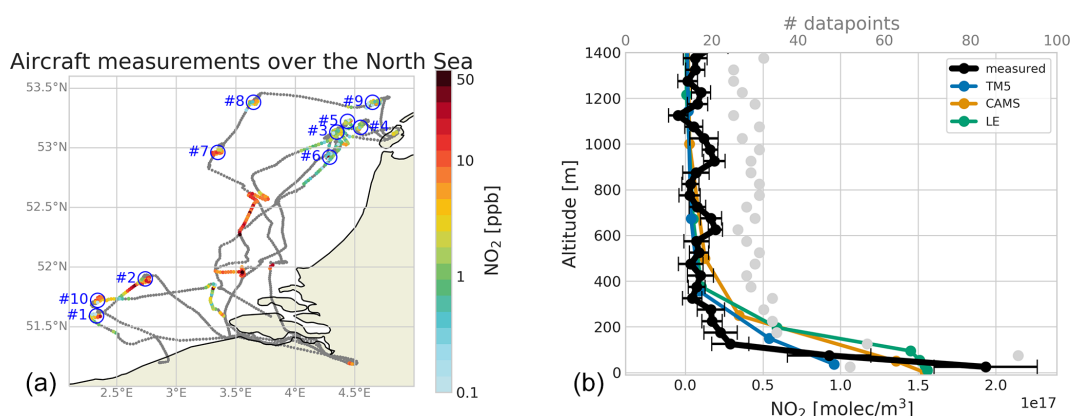 Aircraft measurements over the North Sea
53.5°N
53°N
52.5°N
52°N
51.5°N
2.5°E
3°E
3.5°E
4°E
4.5°E
#8
#9
#5
#4
#3
#6
#7
#2
#10
#1
(a)
50
10
1
0.1
NO₂ [ppb]
# datapoints
0
20
40
60
80
100
1400
1200
1000
800
600
400
200
0
Altitude [m]
measured
TM5
CAMS
LE
0.0
0.5
1.0
1.5
2.0
1e17
NO₂ [molec/m³]
(b)